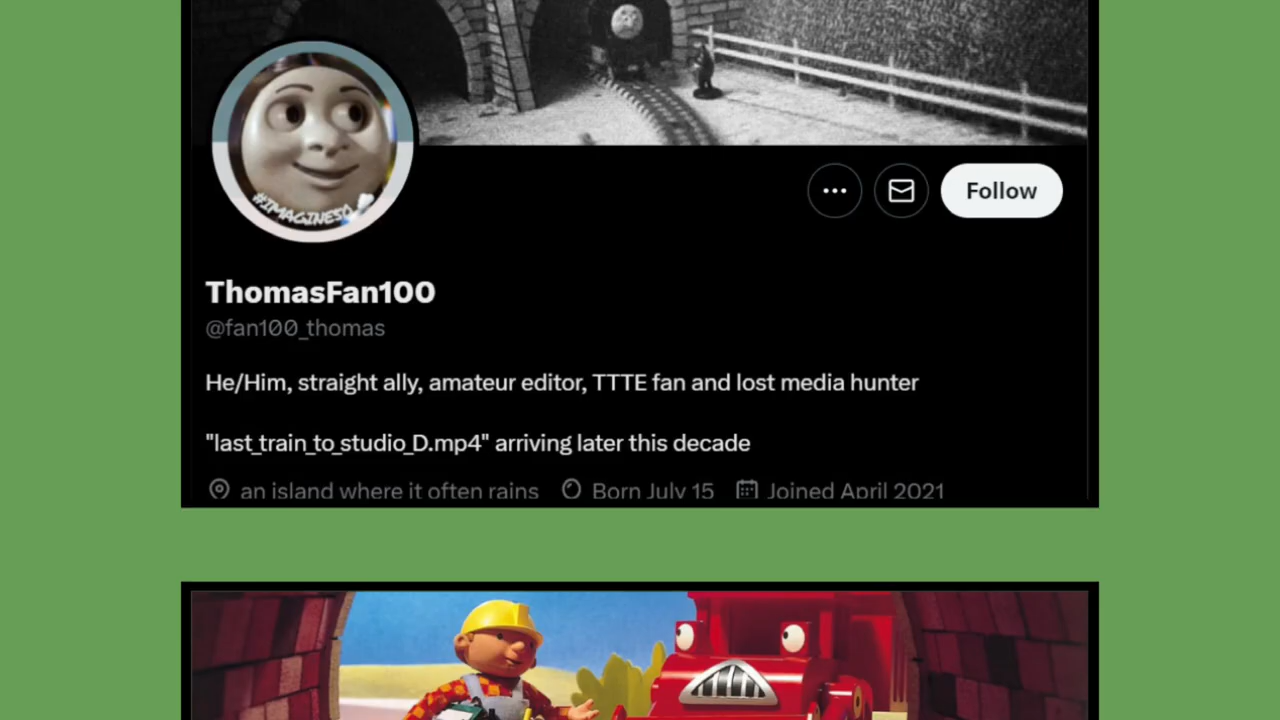 #IMAGINESD
Follow
ThomasFan100
@fan100_thomas
He/Him, straight ally, amateur editor, TTTE fan and lost media hunter
"last_train_to_studio_D.mp4" arriving later this decade
an island where it often rains Born July 15 Joined April 2021